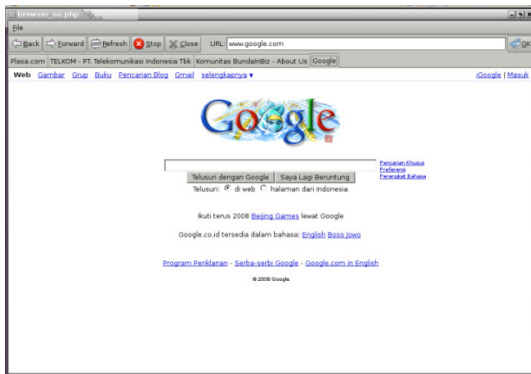 browser_oo.php
File
Back Forward Refresh Stop Close URL: www.google.com OK
Plasa.com TELKOM - PT. Telekomunikasi Indonesia Tbk Komunitas BundaInBiz - About Us Google
Web Gambar Grup Buku Pencarian Blog Gmail selengkapnya ▼ iGoogle | Masuk
Google
Pencarian Khusus
Preferensi
Perangkat Bahasa
Telusuri dengan Google Saya Lagi Beruntung
Telusuri: di web halaman dari Indonesia
Ikuti terus 2008 Beijing Games lewat Google
Google.co.id tersedia dalam bahasa: English Boso Jowo
Program Periklanan - Serba-serbi Google - Google.com in English
© 2008 Google